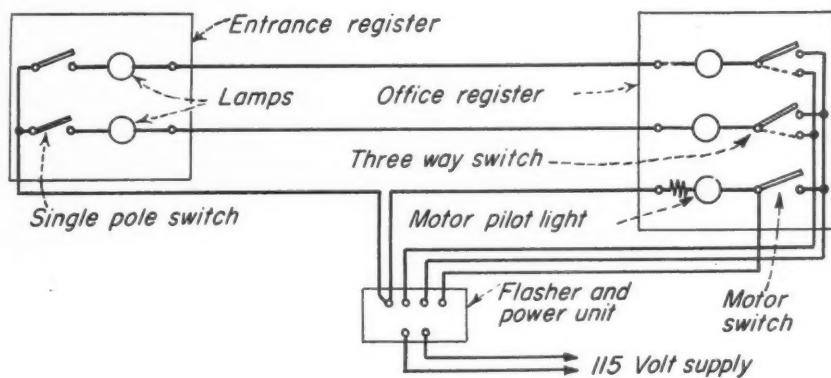 Entrance register
Lamps
Office register
Three way switch
Single pole switch
Motor pilot light
Flasher and
power unit
Motor
switch
115 Volt supply